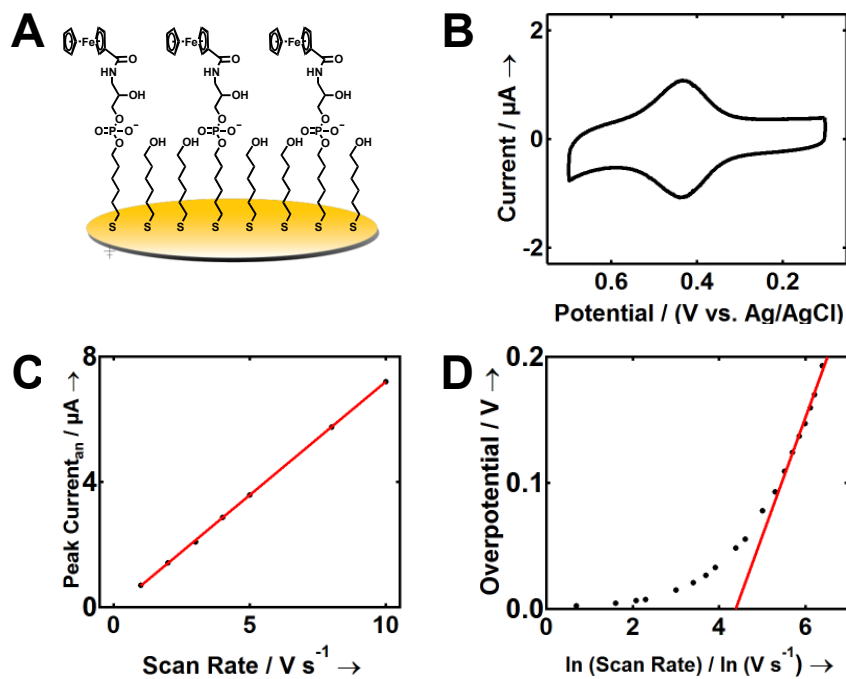 A
Fe Fe Fe
O O O
HN HN HN
OH OH OH
O O O
O=P-O⁻ O=P-O⁻ O=P-O⁻
O OH OH O OH OH O OH
S S S S S S S S
‡
B
2
0
-2
Current / µA →
0.6 0.4 0.2
Potential / (V vs. Ag/AgCl)
C
8
4
0
Peak Current_an / µA →
0 5 10
Scan Rate / V s⁻¹ →
D
0.2
0.1
0.0
Overpotential / V →
0 2 4 6
ln (Scan Rate) / ln (V s⁻¹) →